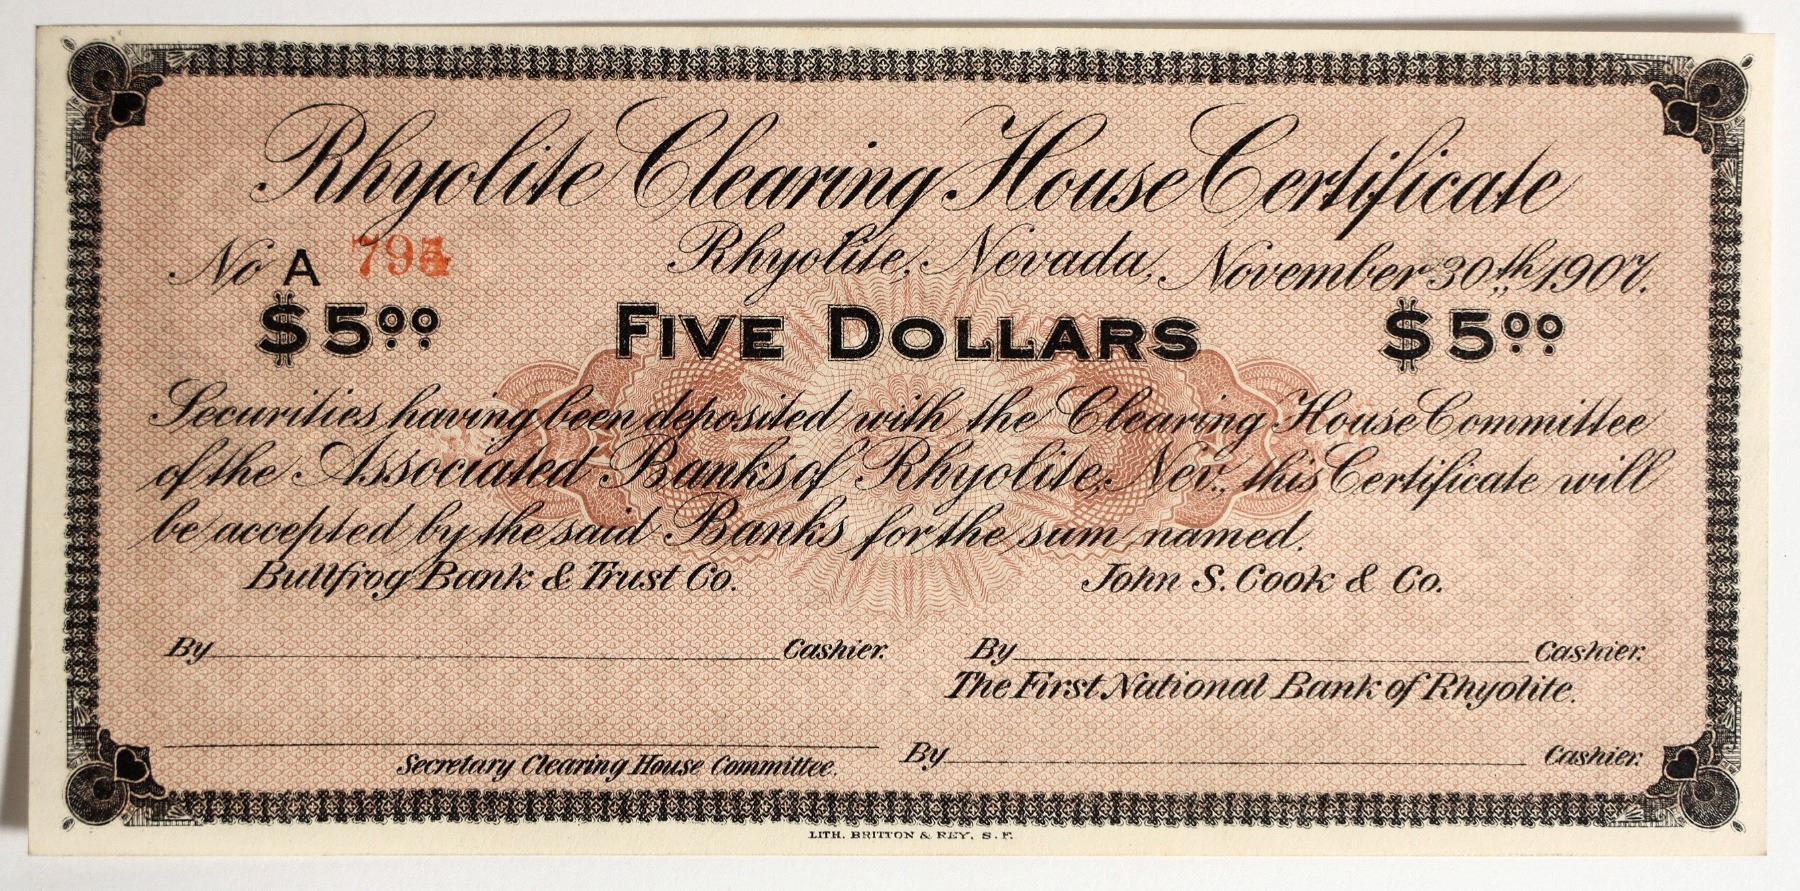 Rhyolite Clearing House Certificate
No A 795 Rhyolite, Nevada, November 30th, 1907.
$5.00 FIVE DOLLARS $5.00
Securities having been deposited with the Clearing House Committee
of the Associated Banks of Rhyolite, Nev., this Certificate will
be accepted by the said Banks for the sum named.
Bullfrog Bank & Trust Co. John S. Cook & Co.
By Cashier. By Cashier.
The First National Bank of Rhyolite.
Secretary Clearing House Committee. By Cashier.
LITH. BRITTON & REY, S. F.